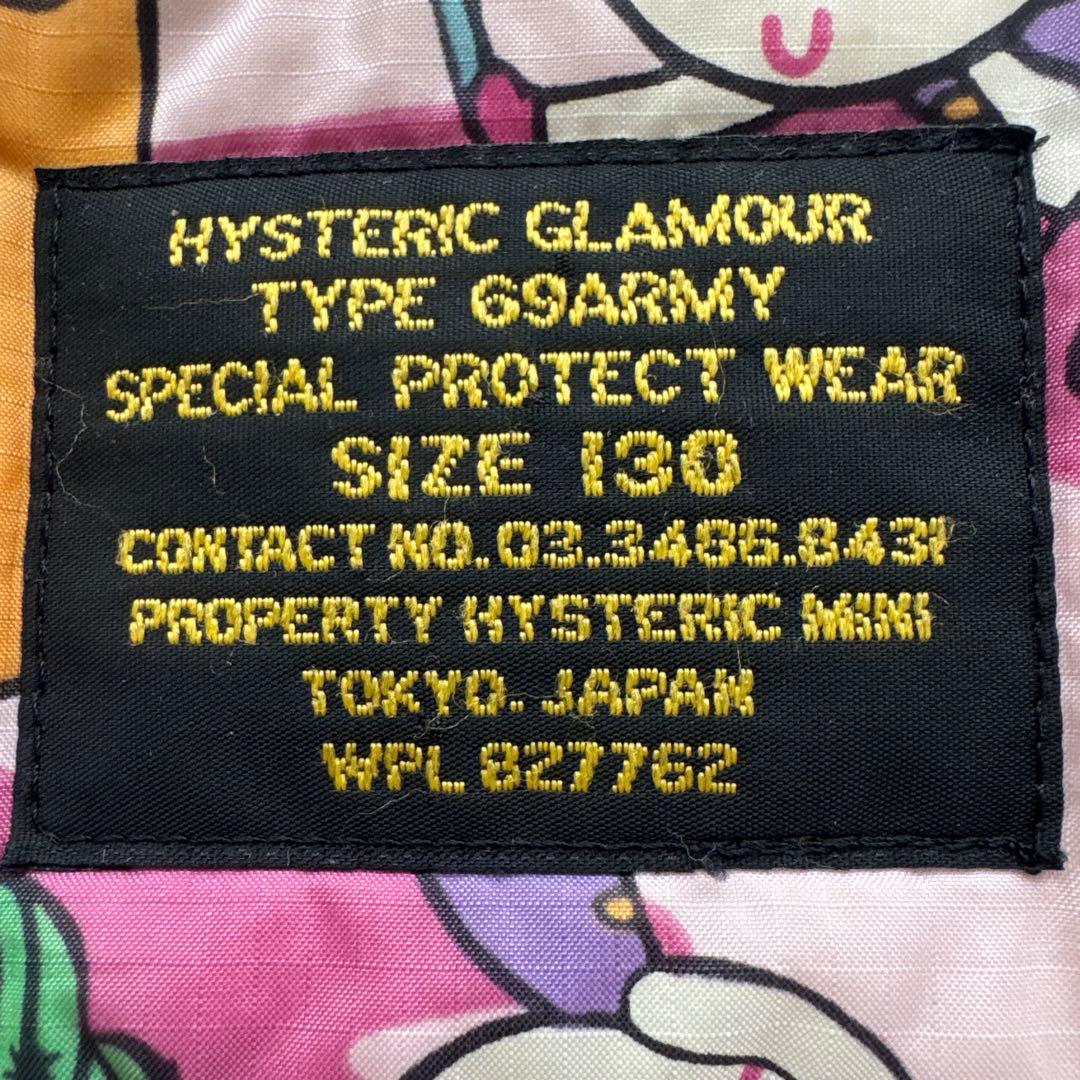 HYSTERIC GLAMOUR
TYPE 69ARMY
SPECIAL PROTECT WEAR
SIZE 130
CONTACT NO.03.3486.8431
PROPERTY HYSTERIC MINI
TOKYO. JAPAN
WPL 827762